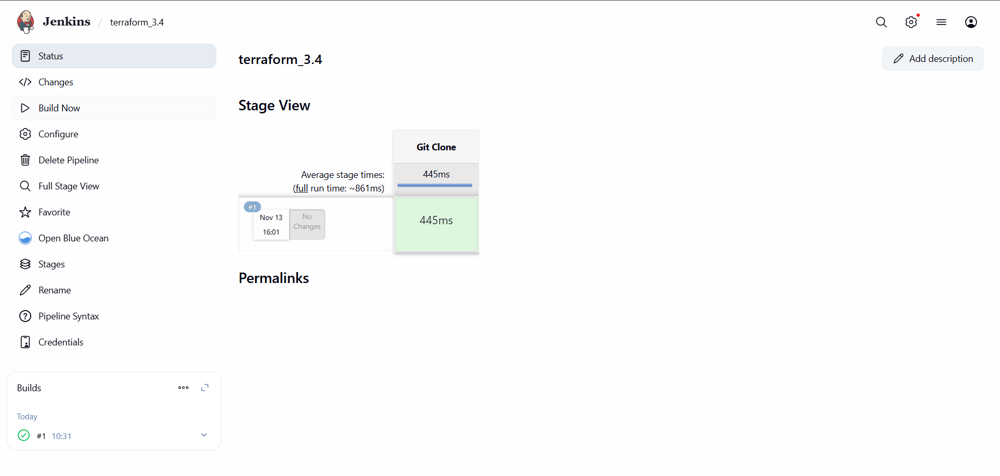 Jenkins / terraform_3.4
Status
Changes
Build Now
Configure
Delete Pipeline
Full Stage View
Favorite
Open Blue Ocean
Stages
Rename
Pipeline Syntax
Credentials
Builds
Today
#1 10:31
terraform_3.4
Add description
Stage View
Git Clone
Average stage times:
(full run time: ~861ms)
445ms
#1
Nov 13
16:01
No
Changes
445ms
Permalinks